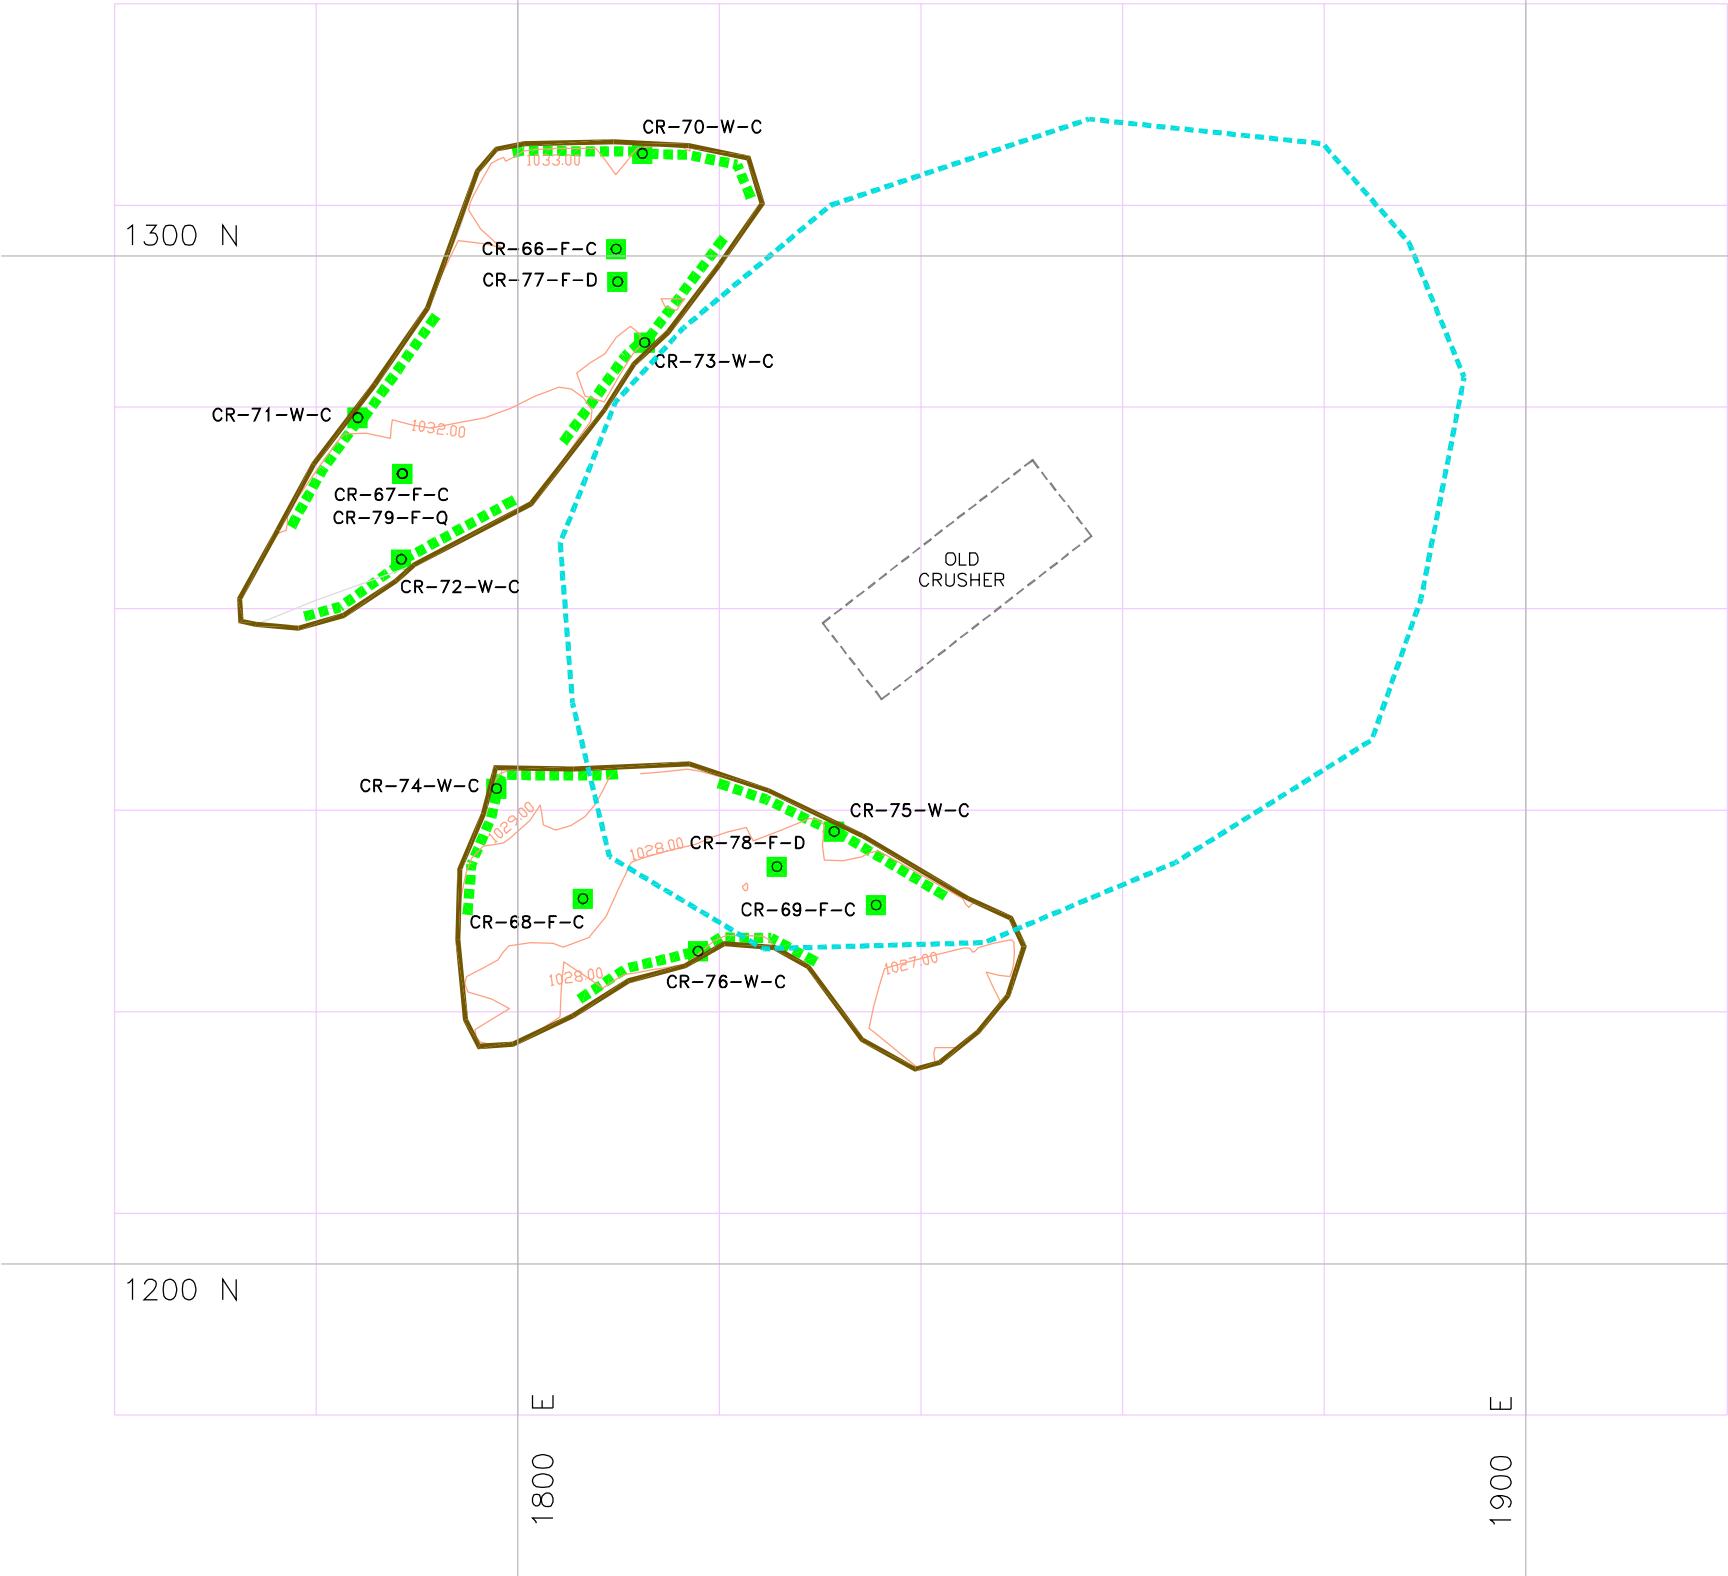 CR-70-W-C
1033.00
1300 N
CR-66-F-C
CR-77-F-D
CR-73-W-C
CR-71-W-C
1032.00
CR-67-F-C
CR-79-F-Q
OLD
CRUSHER
CR-72-W-C
CR-74-W-C
CR-75-W-C
1029.00
1028.00
CR-78-F-D
CR-69-F-C
CR-68-F-C
1027.00
1028.00
CR-76-W-C
1200 N
1800 E
1900 E